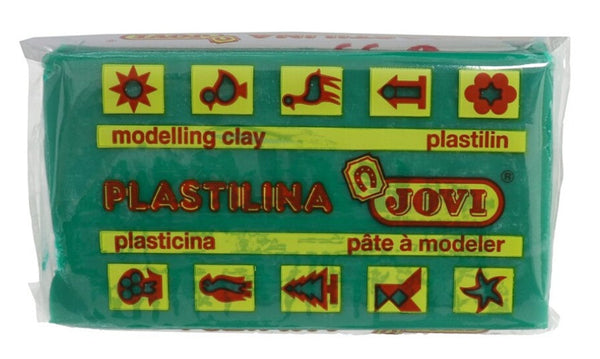 modelling clay plastilin
PLASTILINA JOVI ®
plasticina pâte à modeler